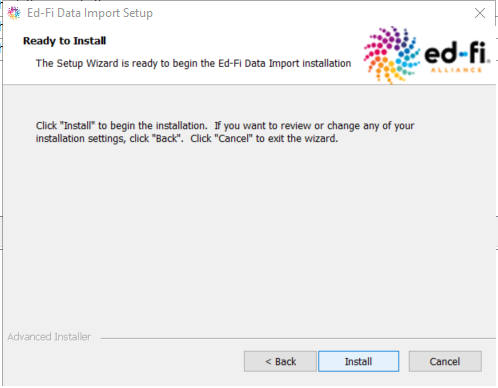 Ed-Fi Data Import Setup
Ready to Install
The Setup Wizard is ready to begin the Ed-Fi Data Import installation
ed-fi
ALLIANCE
Click "Install" to begin the installation. If you want to review or change any of your
installation settings, click "Back". Click "Cancel" to exit the wizard.
Advanced Installer
< Back
Install
Cancel